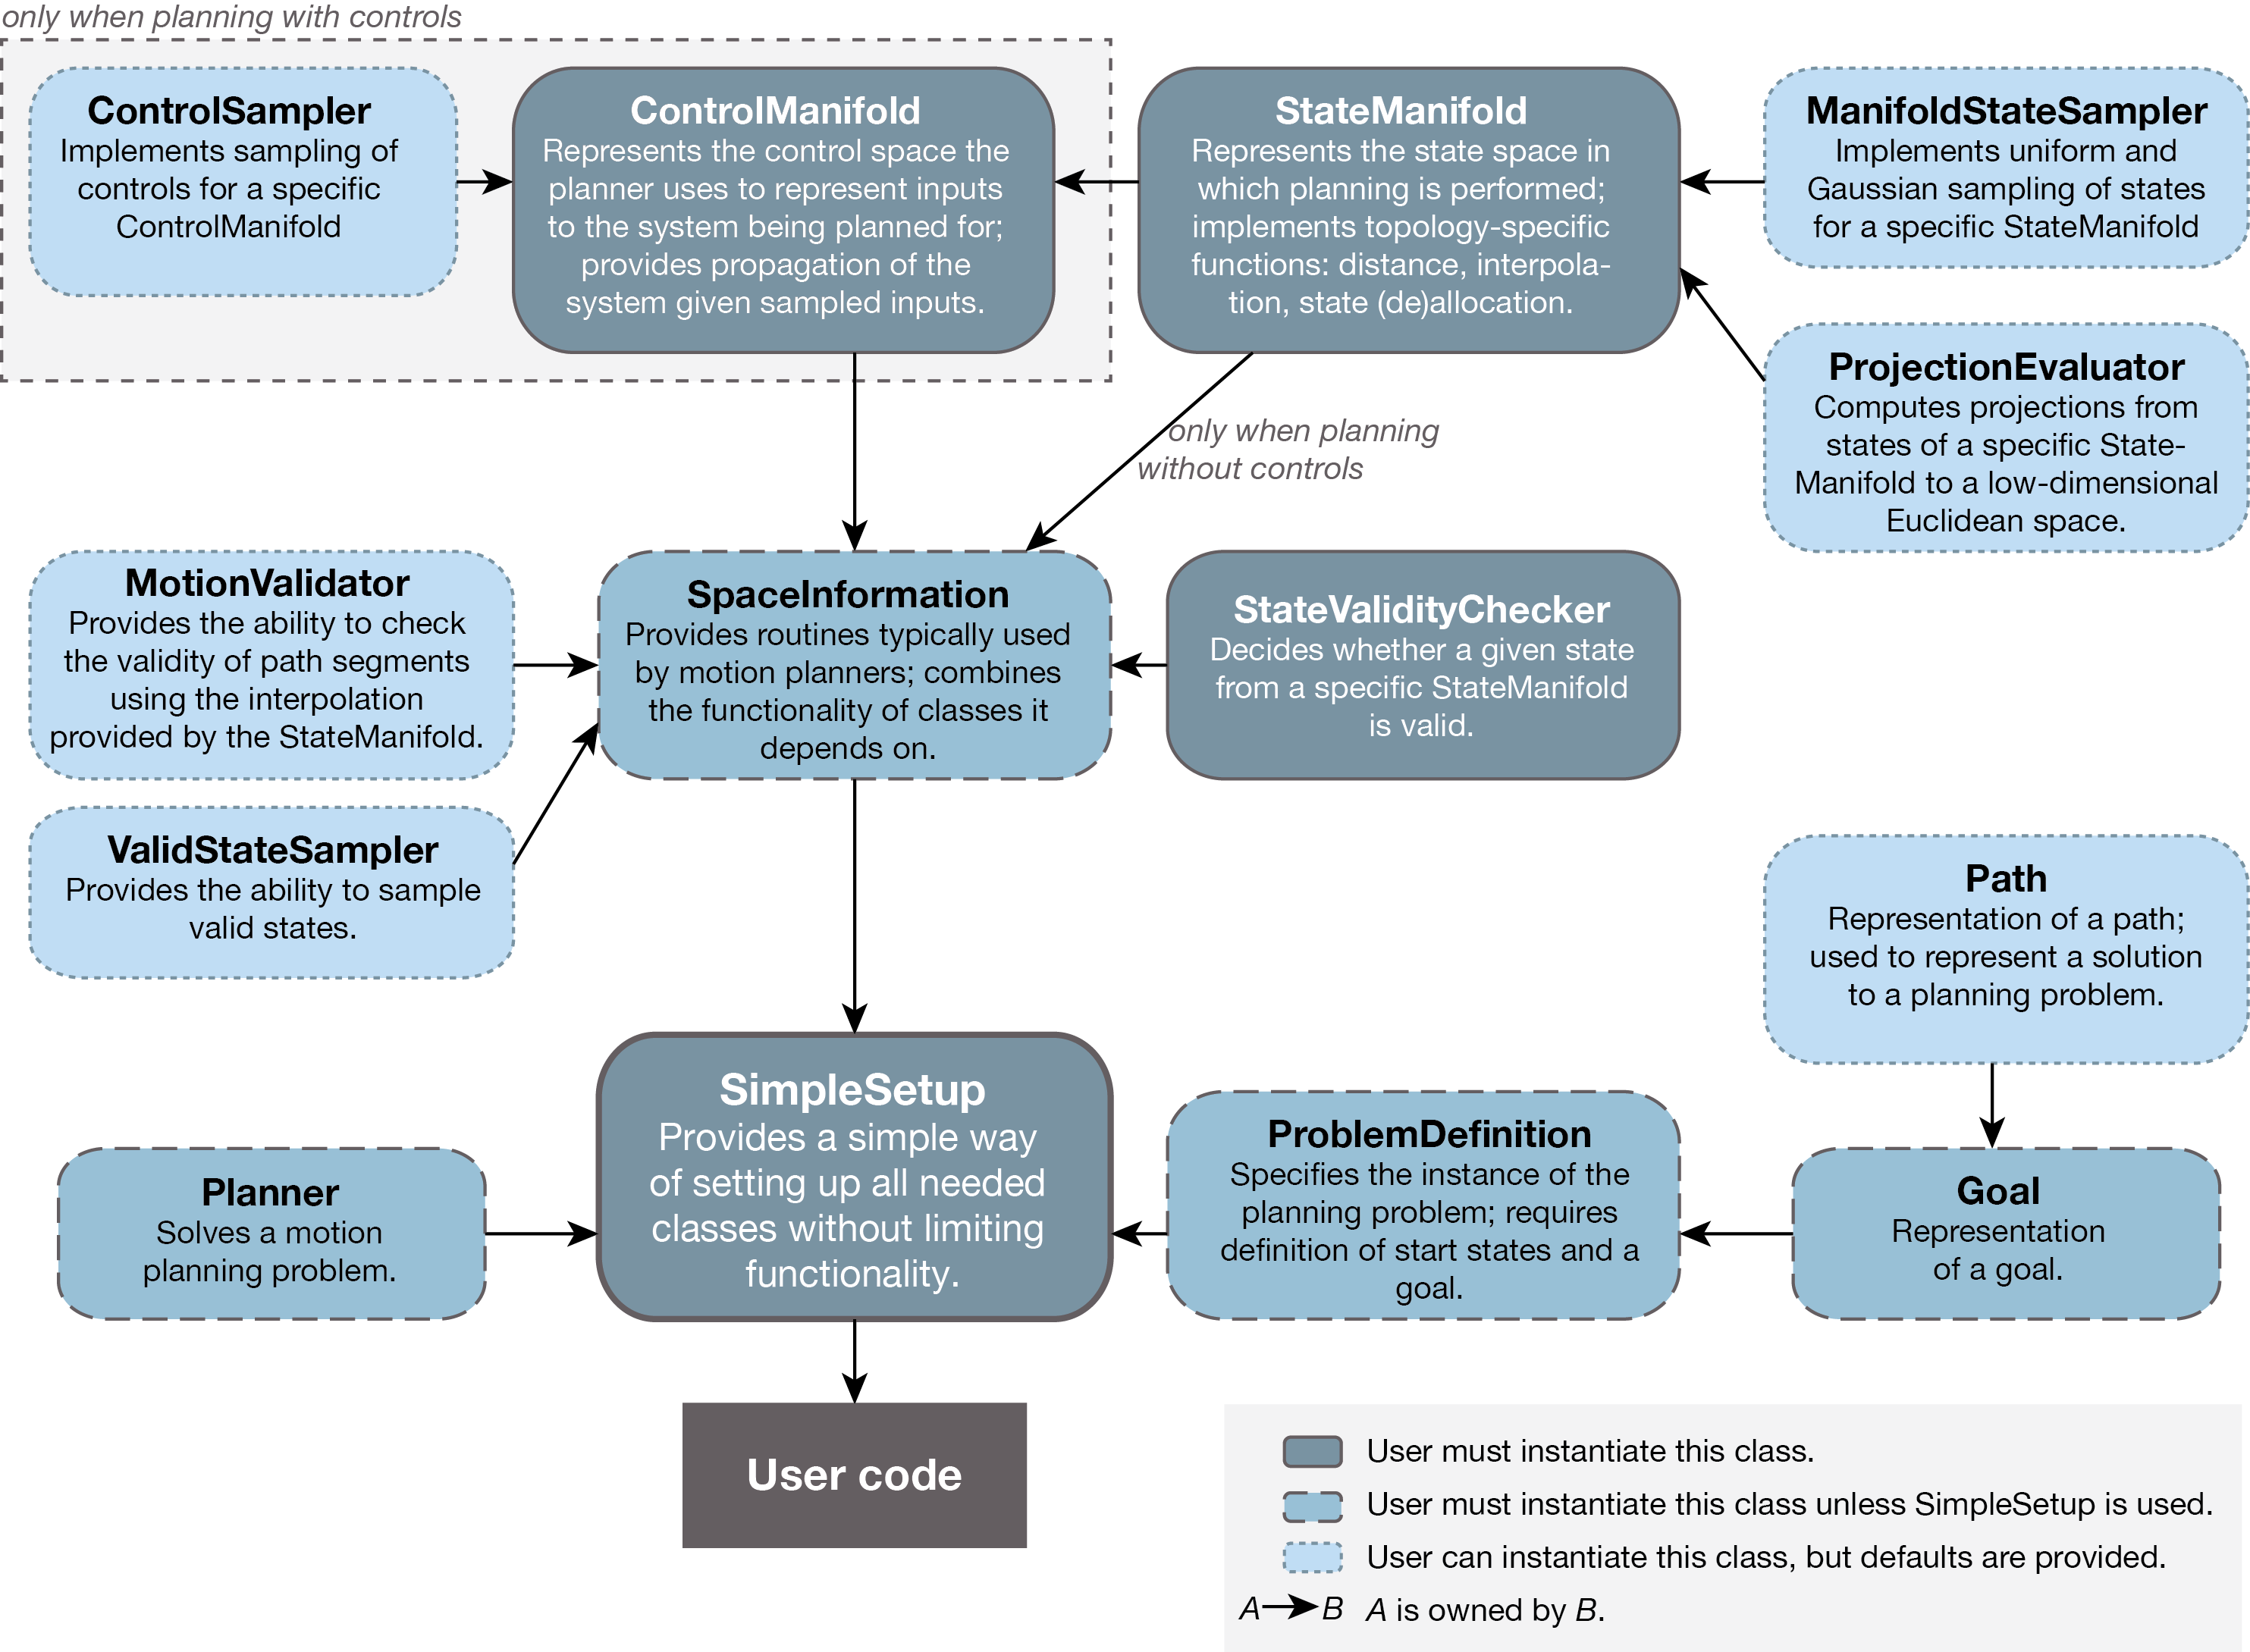 only when planning with controls
ControlSampler
Implements sampling of
controls for a specific
ControlManifold
ControlManifold
Represents the control space the
planner uses to represent inputs
to the system being planned for;
provides propagation of the
system given sampled inputs.
StateManifold
Represents the state space in
which planning is performed;
implements topology-specific
functions: distance, interpola-
tion, state (de)allocation.
ManifoldStateSampler
Implements uniform and
Gaussian sampling of states
for a specific StateManifold
ProjectionEvaluator
Computes projections from
states of a specific State-
Manifold to a low-dimensional
Euclidean space.
only when planning
without controls
MotionValidator
Provides the ability to check
the validity of path segments
using the interpolation
provided by the StateManifold.
SpaceInformation
Provides routines typically used
by motion planners; combines
the functionality of classes it
depends on.
StateValidityChecker
Decides whether a given state
from a specific StateManifold
is valid.
ValidStateSampler
Provides the ability to sample
valid states.
Path
Representation of a path;
used to represent a solution
to a planning problem.
Planner
Solves a motion
planning problem.
SimpleSetup
Provides a simple way
of setting up all needed
classes without limiting
functionality.
ProblemDefinition
Specifies the instance of the
planning problem; requires
definition of start states and a
goal.
Goal
Representation
of a goal.
User code
User must instantiate this class.
User must instantiate this class unless SimpleSetup is used.
User can instantiate this class, but defaults are provided.
A B A is owned by B.